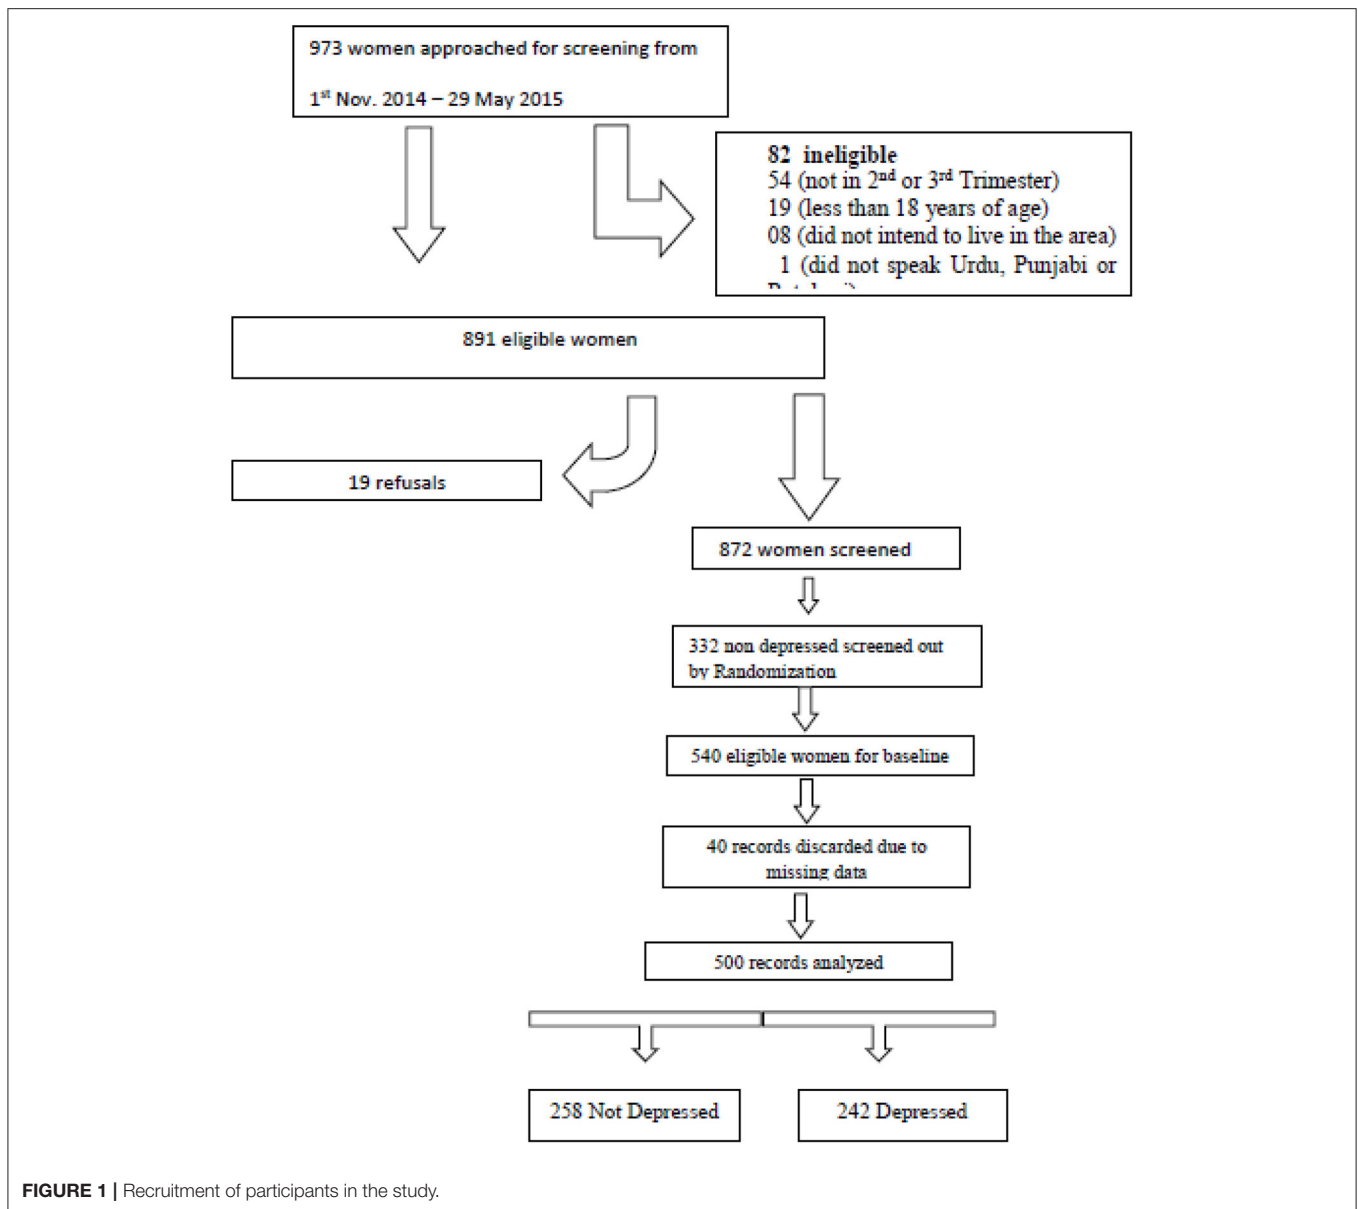 973 women approached for screening from
1st Nov. 2014 – 29 May 2015
82 ineligible
54 (not in 2nd or 3rd Trimester)
19 (less than 18 years of age)
08 (did not intend to live in the area)
1 (did not speak Urdu, Punjabi or
891 eligible women
19 refusals
872 women screened
332 non depressed screened out
by Randomization
540 eligible women for baseline
40 records discarded due to
missing data
500 records analyzed
258 Not Depressed
242 Depressed
FIGURE 1 | Recruitment of participants in the study.